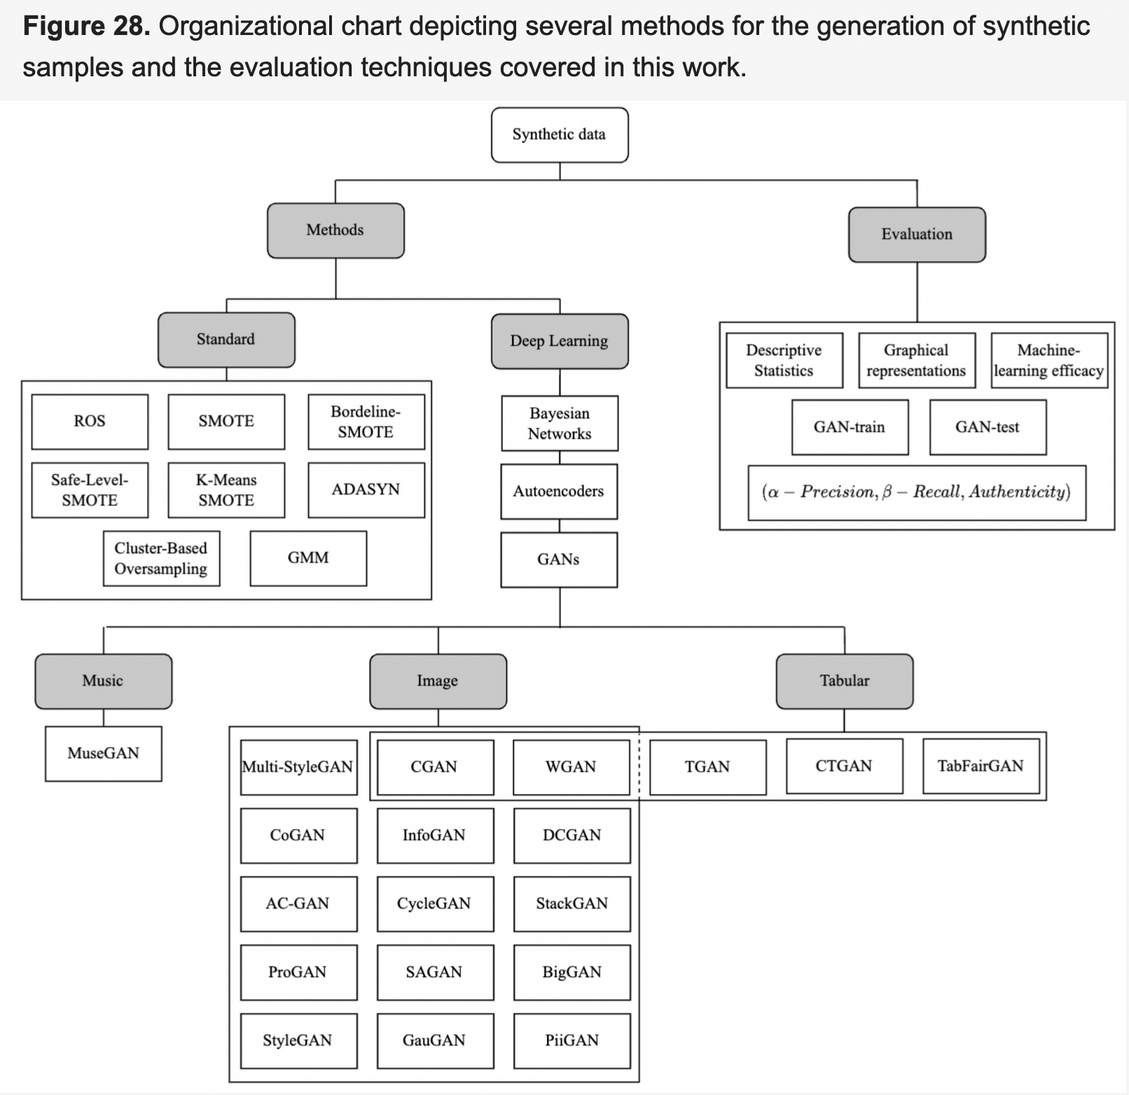 Figure 28. Organizational chart depicting several methods for the generation of synthetic
samples and the evaluation techniques covered in this work.
Synthetic data
Methods
Evaluation
Standard
Deep Learning
Descriptive
Statistics
Graphical
representations
Machine-
learning efficacy
ROS
SMOTE
Bordeline-
SMOTE
Bayesian
Networks
GAN-train
GAN-test
Safe-Level-
SMOTE
K-Means
SMOTE
ADASYN
Autoencoders
(α − Precision, β − Recall, Authenticity)
Cluster-Based
Oversampling
GMM
GANs
Music
Image
Tabular
MuseGAN
Multi-StyleGAN
CGAN
WGAN
TGAN
CTGAN
TabFairGAN
CoGAN
InfoGAN
DCGAN
AC-GAN
CycleGAN
StackGAN
ProGAN
SAGAN
BigGAN
StyleGAN
GauGAN
PiiGAN